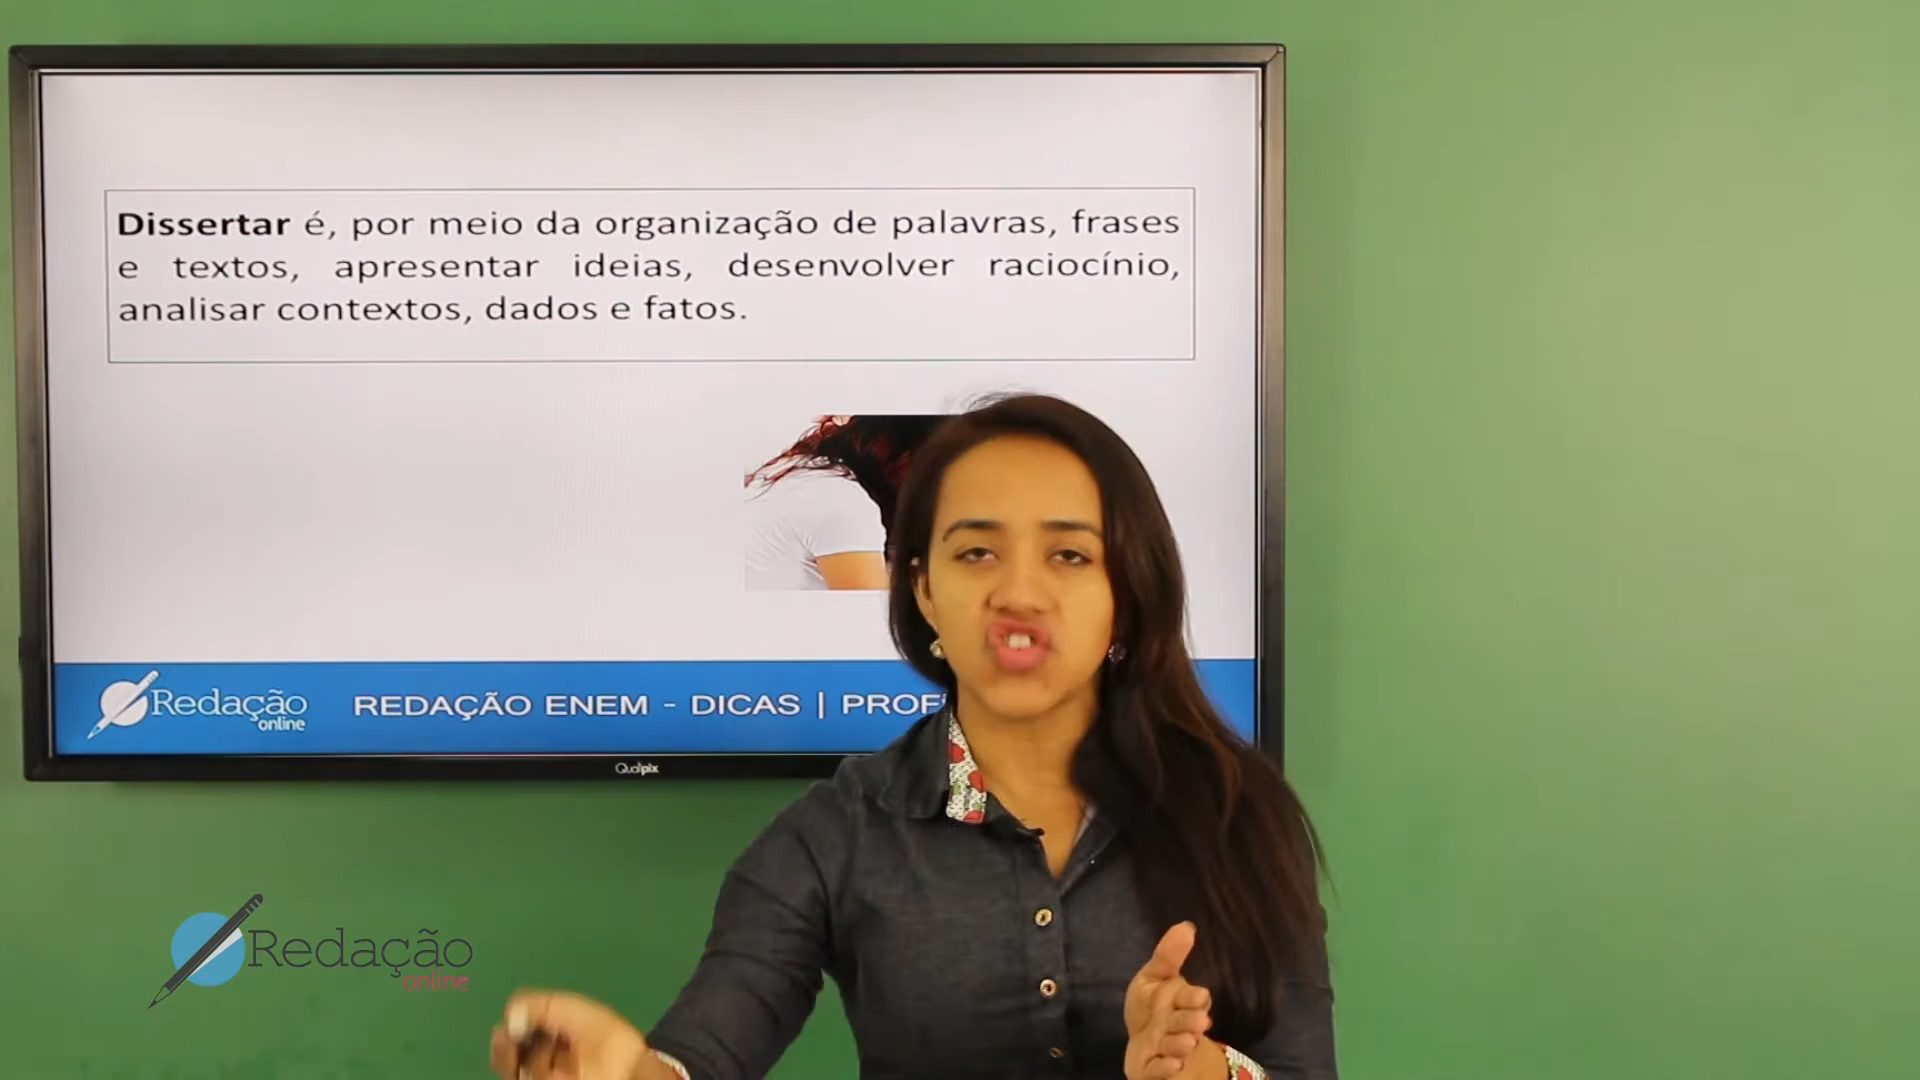 Dissertar é, por meio da organização de palavras, frases
e textos, apresentar ideias, desenvolver raciocínio,
analisar contextos, dados e fatos.
Redação
online
REDAÇÃO ENEM - DICAS | PROF
Qualipix
Redação
online